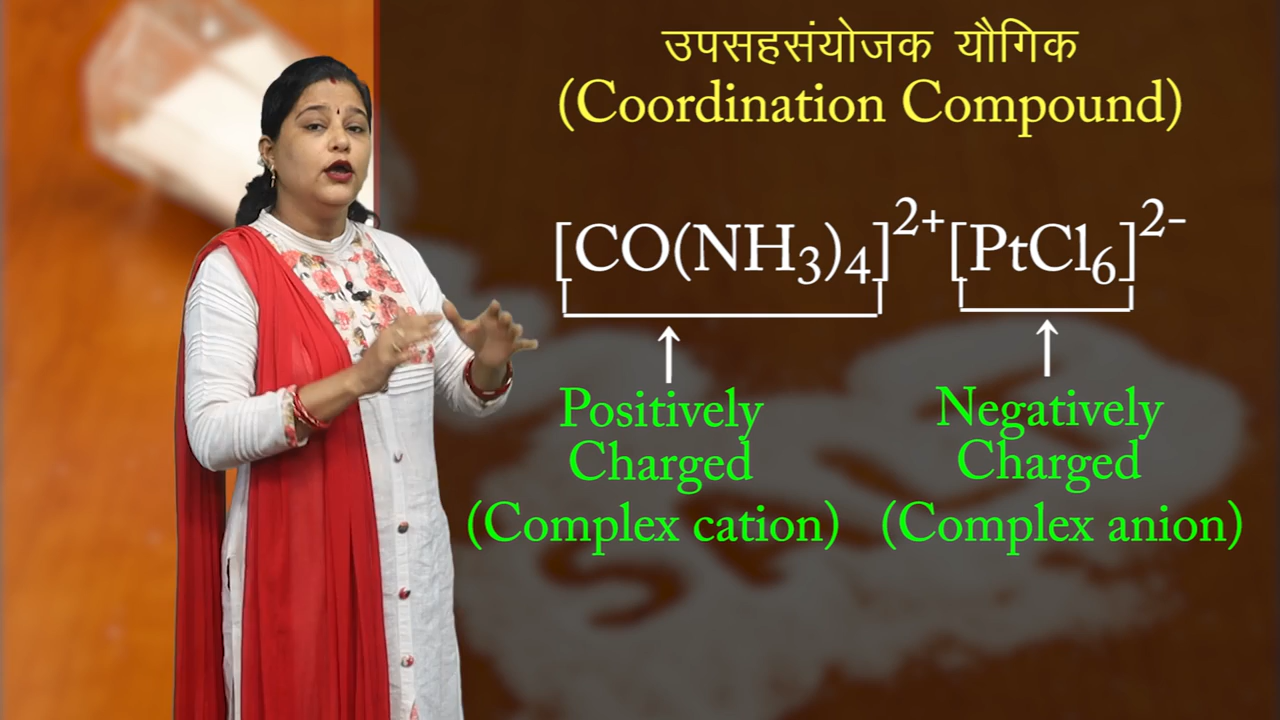 उपसहसंयोजक यौगिक
(Coordination Compound)
[CO(NH₃)₄]²⁺[PtCl₆]²⁻
Positively Negatively
Charged Charged
(Complex cation) (Complex anion)